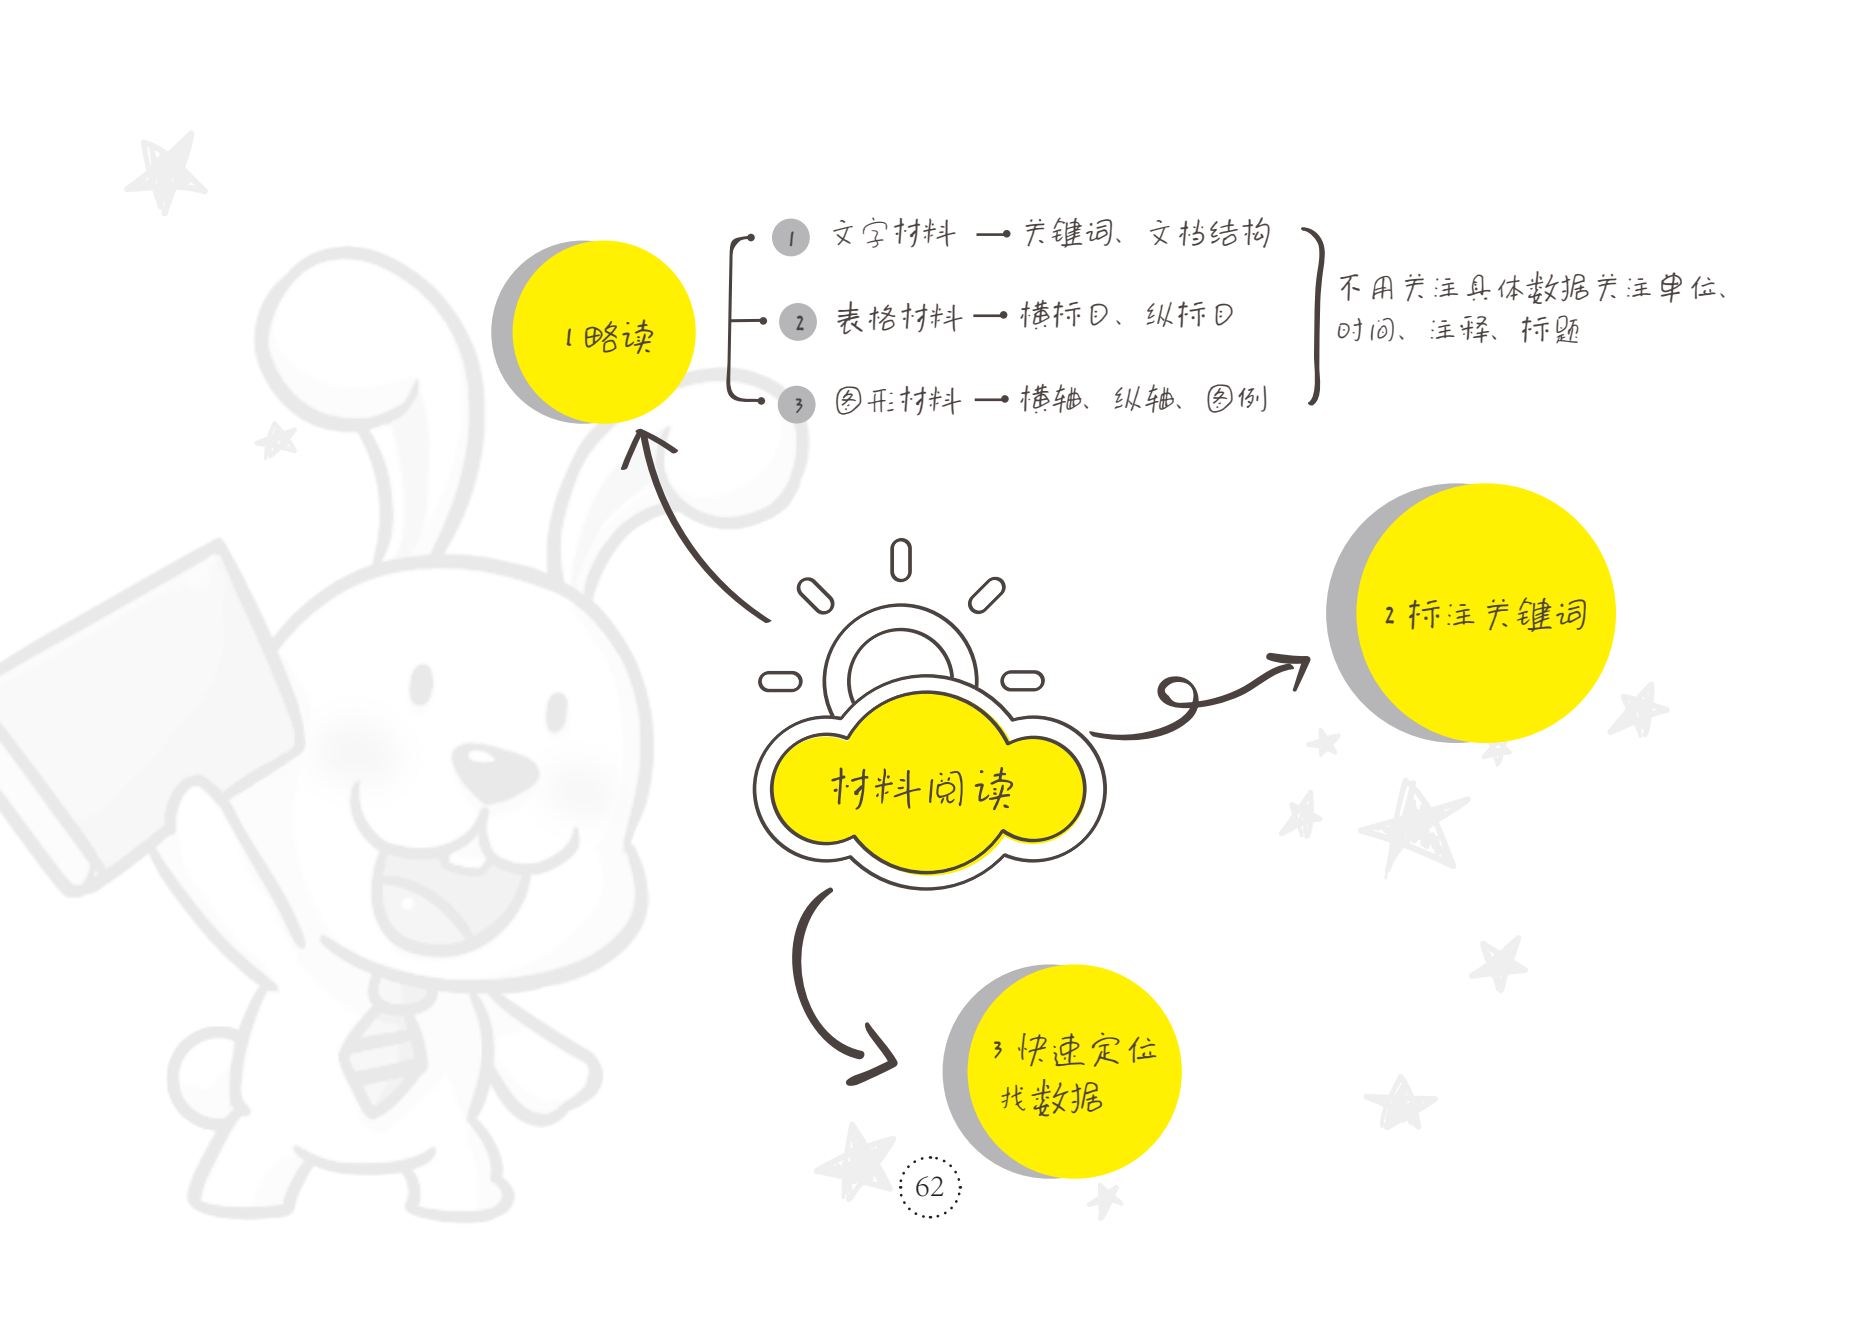 1 文字材料 关键词、文档结构
2 表格材料 横标目、纵标目
3 图形材料 横轴、纵轴、图例
不用关注具体数据关注单位、
时间、注释、标题
1 略读
2 标注关键词
材料阅读
3 快速定位
找数据
62